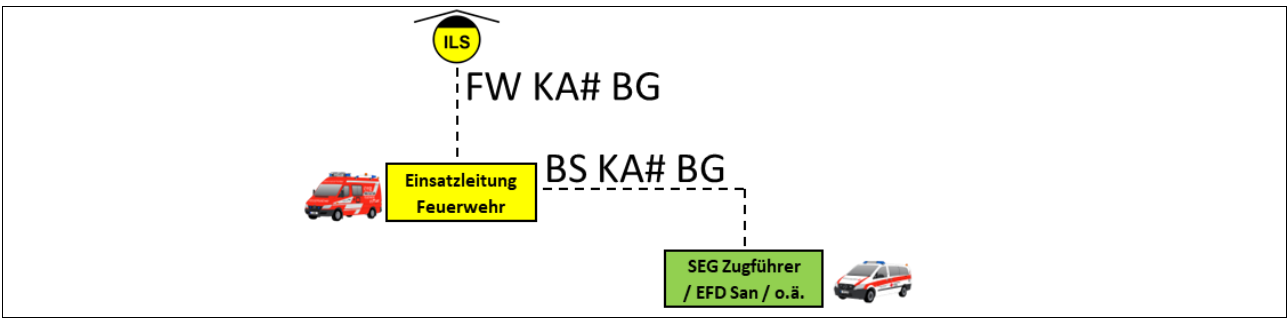 ILS
FW KA# BG
BS KA# BG
Einsatzleitung
Feuerwehr
SEG Zugführer
/ EFD San / o.ä.